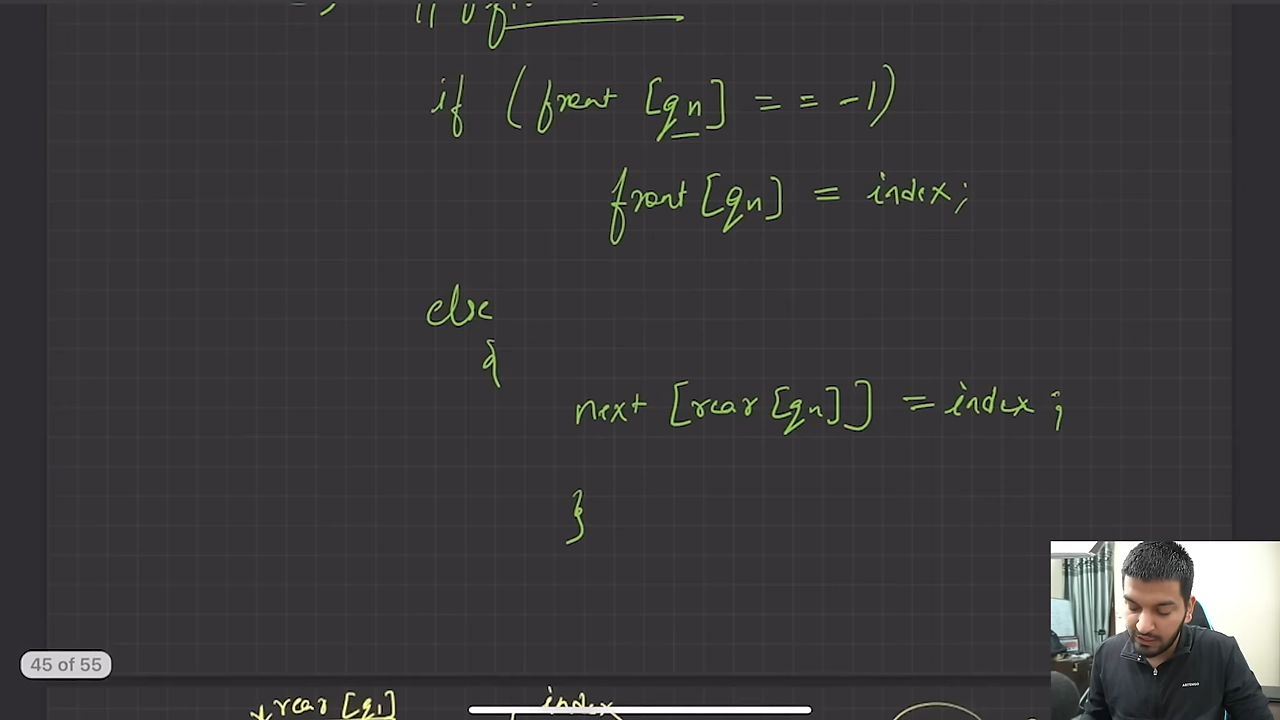 if (front [qn] = = -1)
front [qn] = index;
else
{
next [rear [qn]] = index ;
}
45 of 55
rear [q1]
index